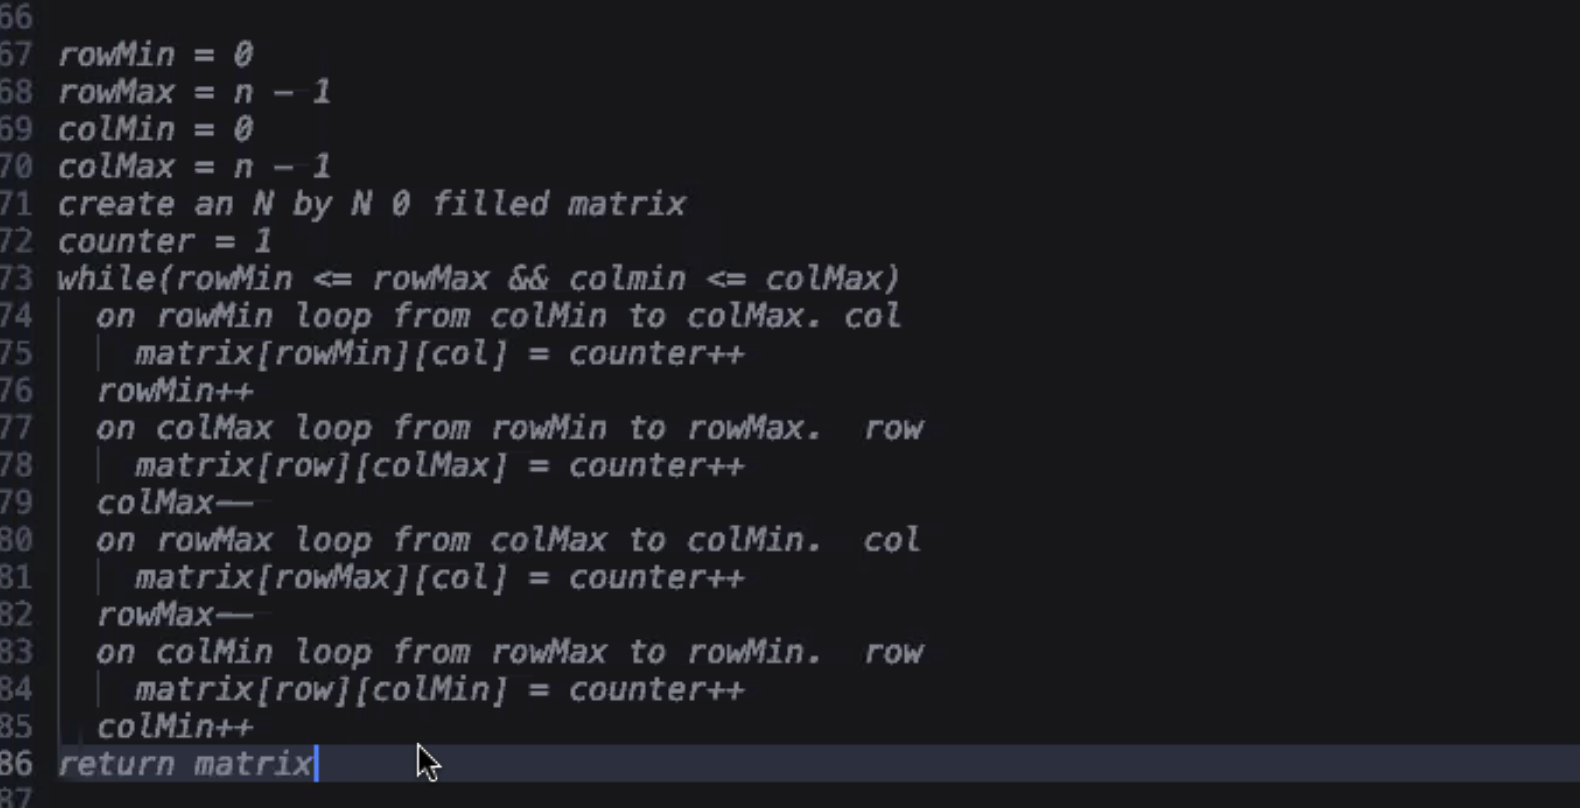 66
67 rowMin = 0
68 rowMax = n - 1
69 colMin = 0
70 colMax = n - 1
71 create an N by N 0 filled matrix
72 counter = 1
73 while(rowMin <= rowMax && colmin <= colMax)
74 on rowMin loop from colMin to colMax. col
75 matrix[rowMin][col] = counter++
76 rowMin++
77 on colMax loop from rowMin to rowMax.  row
78 matrix[row][colMax] = counter++
79 colMax--
80 on rowMax loop from colMax to colMin.  col
81 matrix[rowMax][col] = counter++
82 rowMax--
83 on colMin loop from rowMax to rowMin.  row
84 matrix[row][colMin] = counter++
85 colMin++
86 return matrix
87